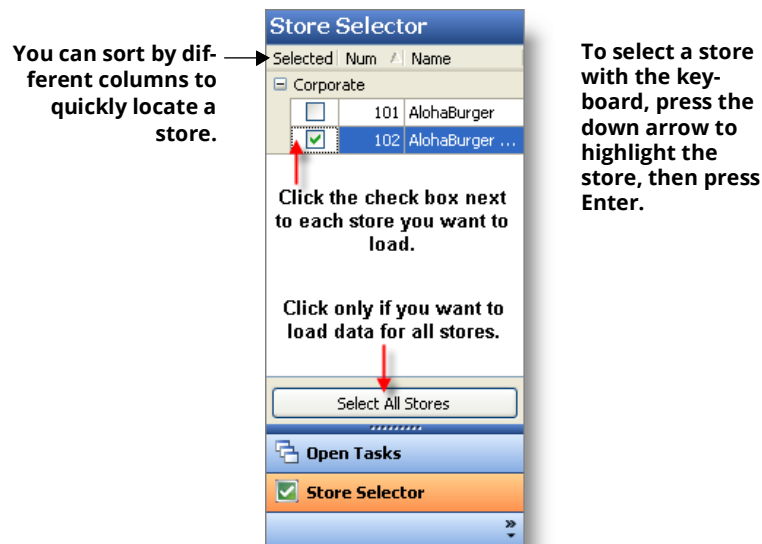 Store Selector
You can sort by dif-
ferent columns to
quickly locate a
store.
Selected Num Name
Corporate
101 AlohaBurger
102 AlohaBurger ...
To select a store
with the key-
board, press the
down arrow to
highlight the
store, then press
Enter.
Click the check box next
to each store you want to
load.
Click only if you want to
load data for all stores.
Select All Stores
Open Tasks
Store Selector